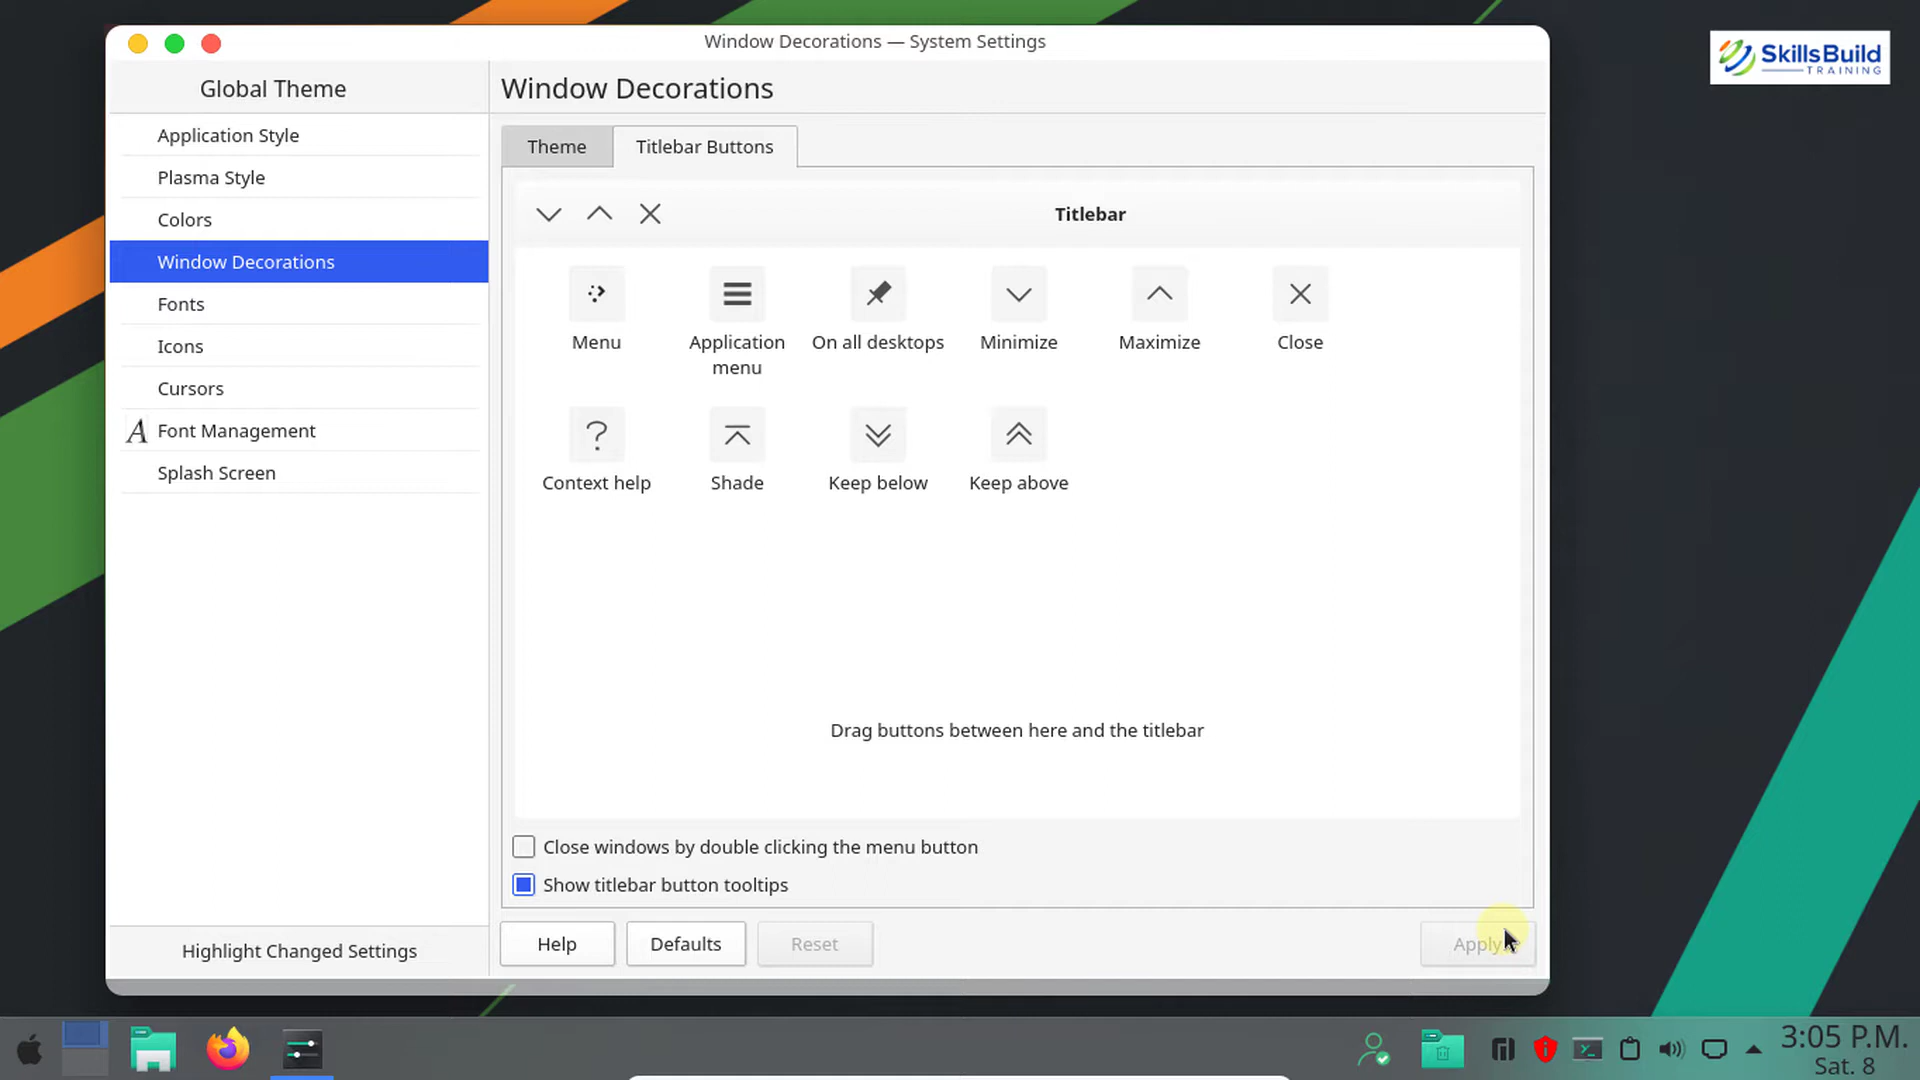 Window Decorations — System Settings
SkillsBuild
TRAINING
Global Theme
Application Style
Plasma Style
Colors
Window Decorations
Fonts
Icons
Cursors
A Font Management
Splash Screen
Highlight Changed Settings
Window Decorations
Theme
Titlebar Buttons
Titlebar
Menu
Application
menu
On all desktops
Minimize
Maximize
Close
?
Context help
Shade
Keep below
Keep above
Drag buttons between here and the titlebar
Close windows by double clicking the menu button
Show titlebar button tooltips
Help
Defaults
Reset
Apply
3:05 P.M.
Sat. 8